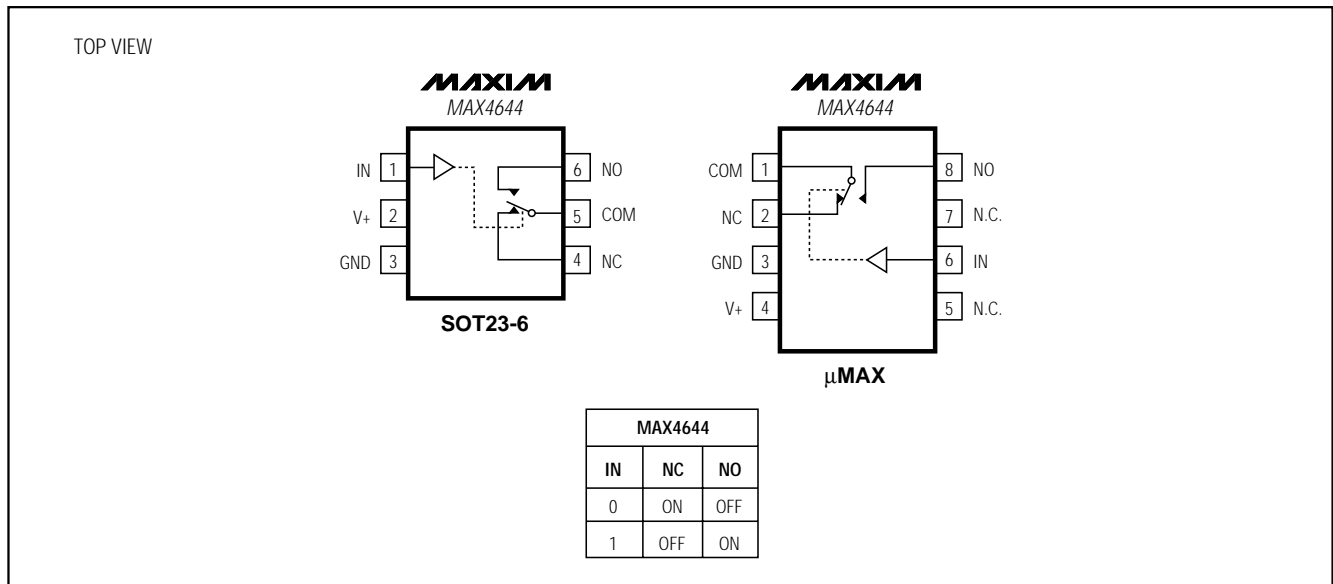 TOP VIEW
MAXIM
MAX4644
IN 1
V+ 2
GND 3
6 NO
5 COM
4 NC
SOT23-6
MAXIM
MAX4644
COM 1
NC 2
GND 3
V+ 4
8 NO
7 N.C.
6 IN
5 N.C.
μMAX
MAX4644
IN NC NO
0 ON OFF
1 OFF ON